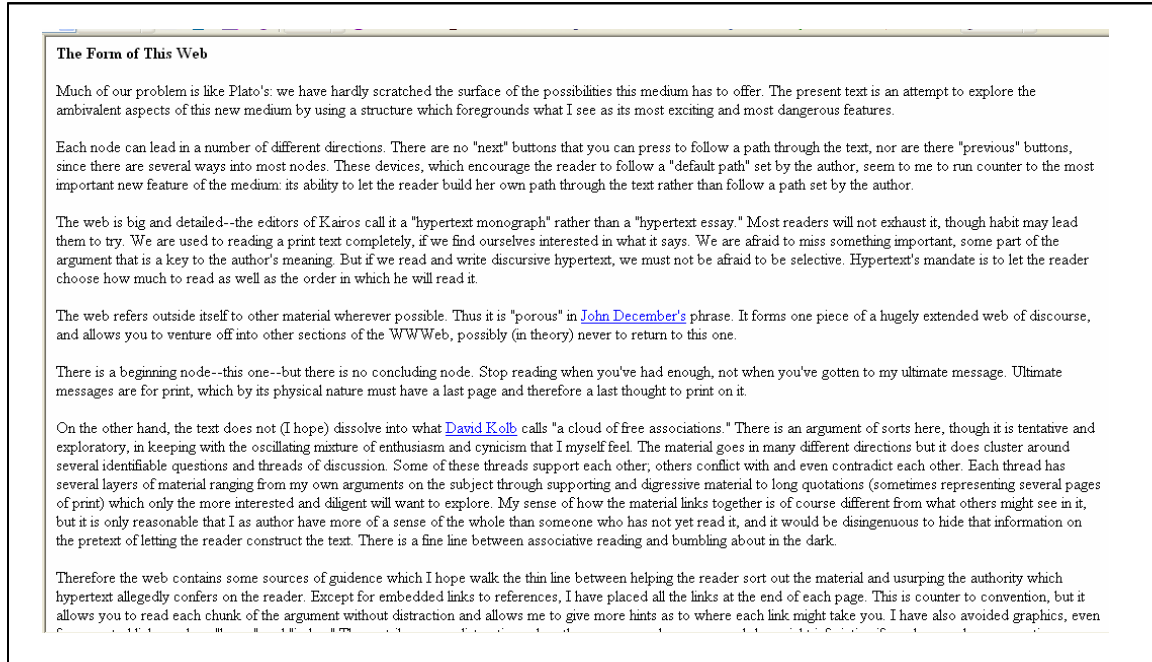 The Form of This Web
Much of our problem is like Plato's: we have hardly scratched the surface of the possibilities this medium has to offer. The present text is an attempt to explore the
ambivalent aspects of this new medium by using a structure which foregrounds what I see as its most exciting and most dangerous features.
Each node can lead in a number of different directions. There are no "next" buttons that you can press to follow a path through the text, nor are there "previous" buttons,
since there are several ways into most nodes. These devices, which encourage the reader to follow a "default path" set by the author, seem to me to run counter to the most
important new feature of the medium: its ability to let the reader build her own path through the text rather than follow a path set by the author.
The web is big and detailed--the editors of Kairos call it a "hypertext monograph" rather than a "hypertext essay." Most readers will not exhaust it, though habit may lead
them to try. We are used to reading a print text completely, if we find ourselves interested in what it says. We are afraid to miss something important, some part of the
argument that is a key to the author's meaning. But if we read and write discursive hypertext, we must not be afraid to be selective. Hypertext's mandate is to let the reader
choose how much to read as well as the order in which he will read it.
The web refers outside itself to other material wherever possible. Thus it is "porous" in John December's phrase. It forms one piece of a hugely extended web of discourse,
and allows you to venture off into other sections of the WWWeb, possibly (in theory) never to return to this one.
There is a beginning node--this one--but there is no concluding node. Stop reading when you've had enough, not when you've gotten to my ultimate message. Ultimate
messages are for print, which by its physical nature must have a last page and therefore a last thought to print on it.
On the other hand, the text does not (I hope) dissolve into what David Kolb calls "a cloud of free associations." There is an argument of sorts here, though it is tentative and
exploratory, in keeping with the oscillating mixture of enthusiasm and cynicism that I myself feel. The material goes in many different directions but it does cluster around
several identifiable questions and threads of discussion. Some of these threads support each other; others conflict with and even contradict each other. Each thread has
several layers of material ranging from my own arguments on the subject through supporting and digressive material to long quotations (sometimes representing several pages
of print) which only the more interested and diligent will want to explore. My sense of how the material links together is of course different from what others might see in it,
but it is only reasonable that I as author have more of a sense of the whole than someone who has not yet read it, and it would be disingenuous to hide that information on
the pretext of letting the reader construct the text. There is a fine line between associative reading and bumbling about in the dark.
Therefore the web contains some sources of guidance which I hope walk the thin line between helping the reader sort out the material and usurping the authority which
hypertext allegedly confers on the reader. Except for embedded links to references, I have placed all the links at the end of each page. This is counter to convention, but it
allows you to read each chunk of the argument without distraction and allows me to give more hints as to where each link might take you. I have also avoided graphics, even